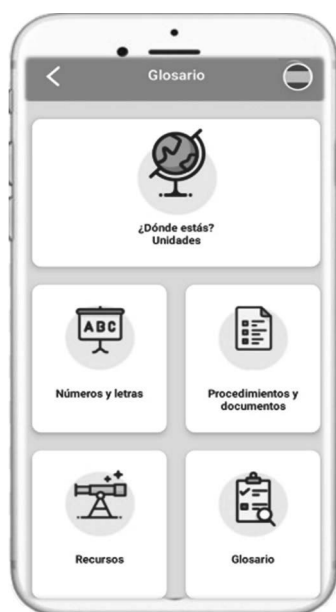 Glosario
¿Dónde estás?
Unidades
ABC
Números y letras
Procedimientos y
documentos
Recursos
Glosario